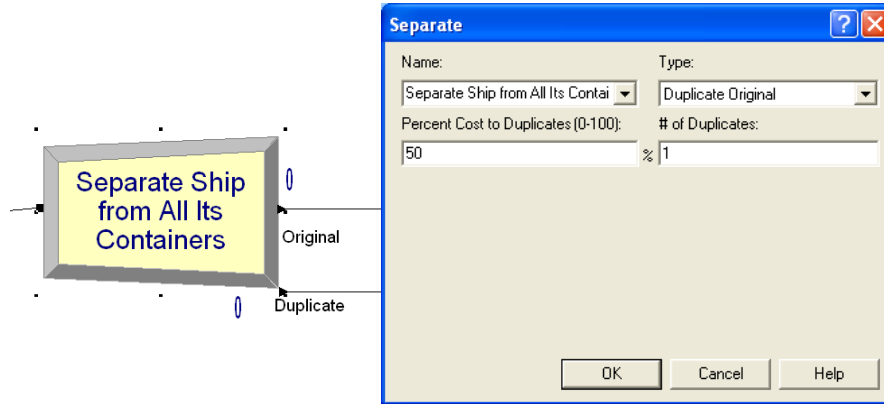 Separate Ship
from All Its
Containers
0
Original
0
Duplicate
Separate
Name:
Type:
Separate Ship from All Its Contai
Duplicate Original
Percent Cost to Duplicates (0-100):
# of Duplicates:
50
%
1
OK
Cancel
Help